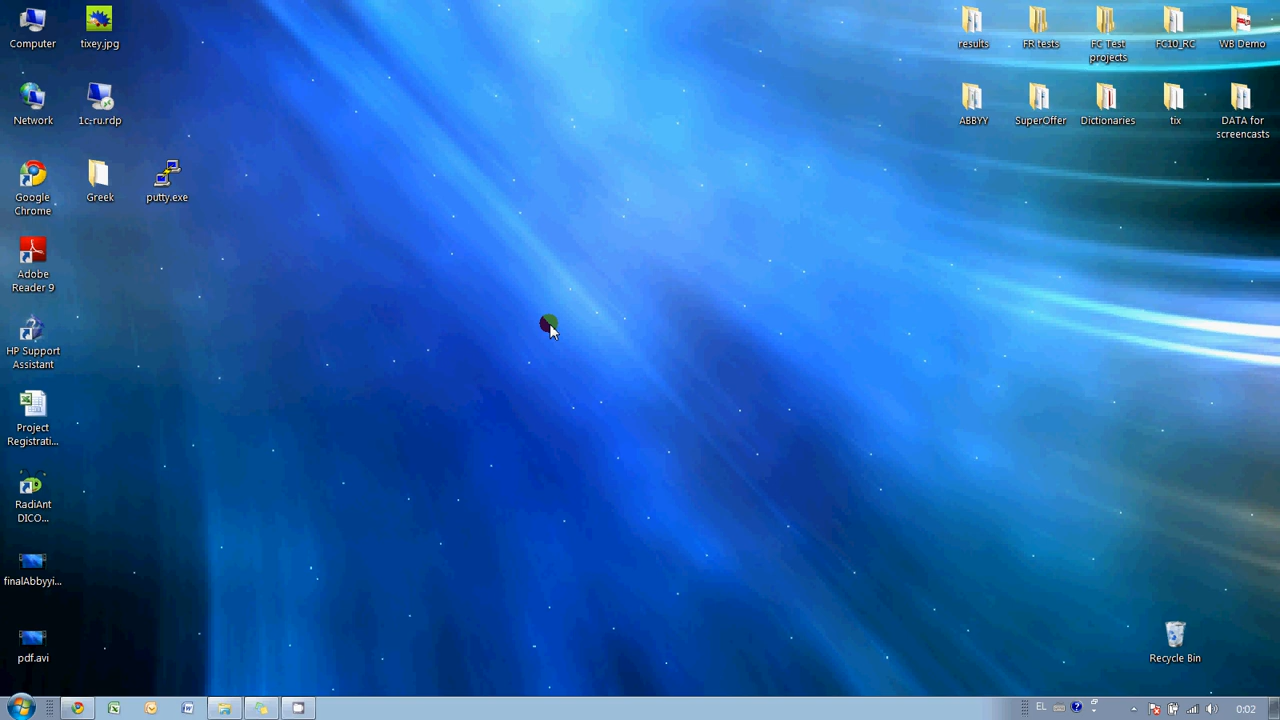 Computer
tixey.jpg
results
FR tests
FC Test
projects
FC10_RC
WB Demo
Network
1c-ru.rdp
ABBYY
SuperOffer
Dictionaries
tix
DATA for
screencasts
Google
Chrome
Greek
putty.exe
Adobe
Reader 9
HP Support
Assistant
Project
Registrati...
RadiAnt
DICO...
finalAbbyyi...
pdf.avi
Recycle Bin
EL
0:02